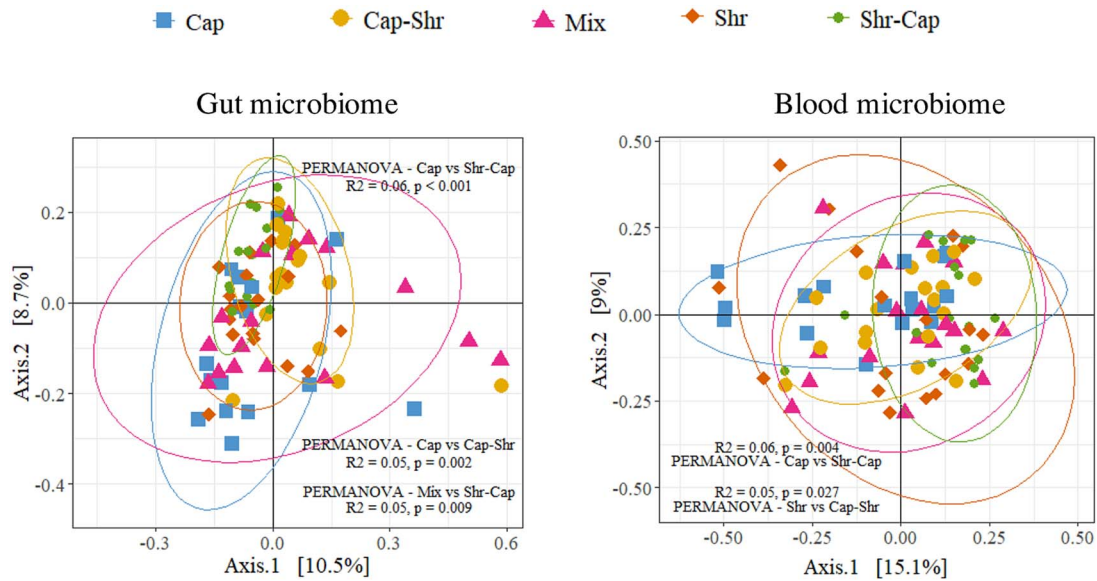 Cap Cap-Shr Mix Shr Shr-Cap
Gut microbiome
PERMANOVA - Cap vs Shr-Cap
R2 = 0.06, p < 0.001
0.2
0.0
-0.2
-0.4
Axis.2 [8.7%]
PERMANOVA - Cap vs Cap-Shr
R2 = 0.05, p = 0.002
PERMANOVA - Mix vs Shr-Cap
R2 = 0.05, p = 0.009
-0.3 0.0 0.3 0.6
Axis.1 [10.5%]
Blood microbiome
0.50
0.25
0.00
-0.25
-0.50
Axis.2 [9%]
R2 = 0.06, p = 0.004
PERMANOVA - Cap vs Shr-Cap
R2 = 0.05, p = 0.027
PERMANOVA - Shr vs Cap-Shr
-0.50 -0.25 0.00 0.25 0.50
Axis.1 [15.1%]